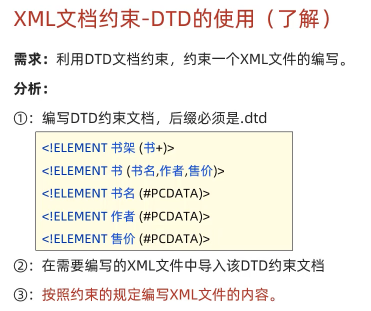 XML文档约束-DTD的使用（了解）
需求：利用DTD文档约束，约束一个XML文件的编写。
分析：
①：编写DTD约束文档，后缀必须是.dtd
<!ELEMENT 书架 (书+)>
<!ELEMENT 书 (书名,作者,售价)>
<!ELEMENT 书名 (#PCDATA)>
<!ELEMENT 作者 (#PCDATA)>
<!ELEMENT 售价 (#PCDATA)>
②：在需要编写的XML文件中导入该DTD约束文档
③：按照约束的规定编写XML文件的内容。